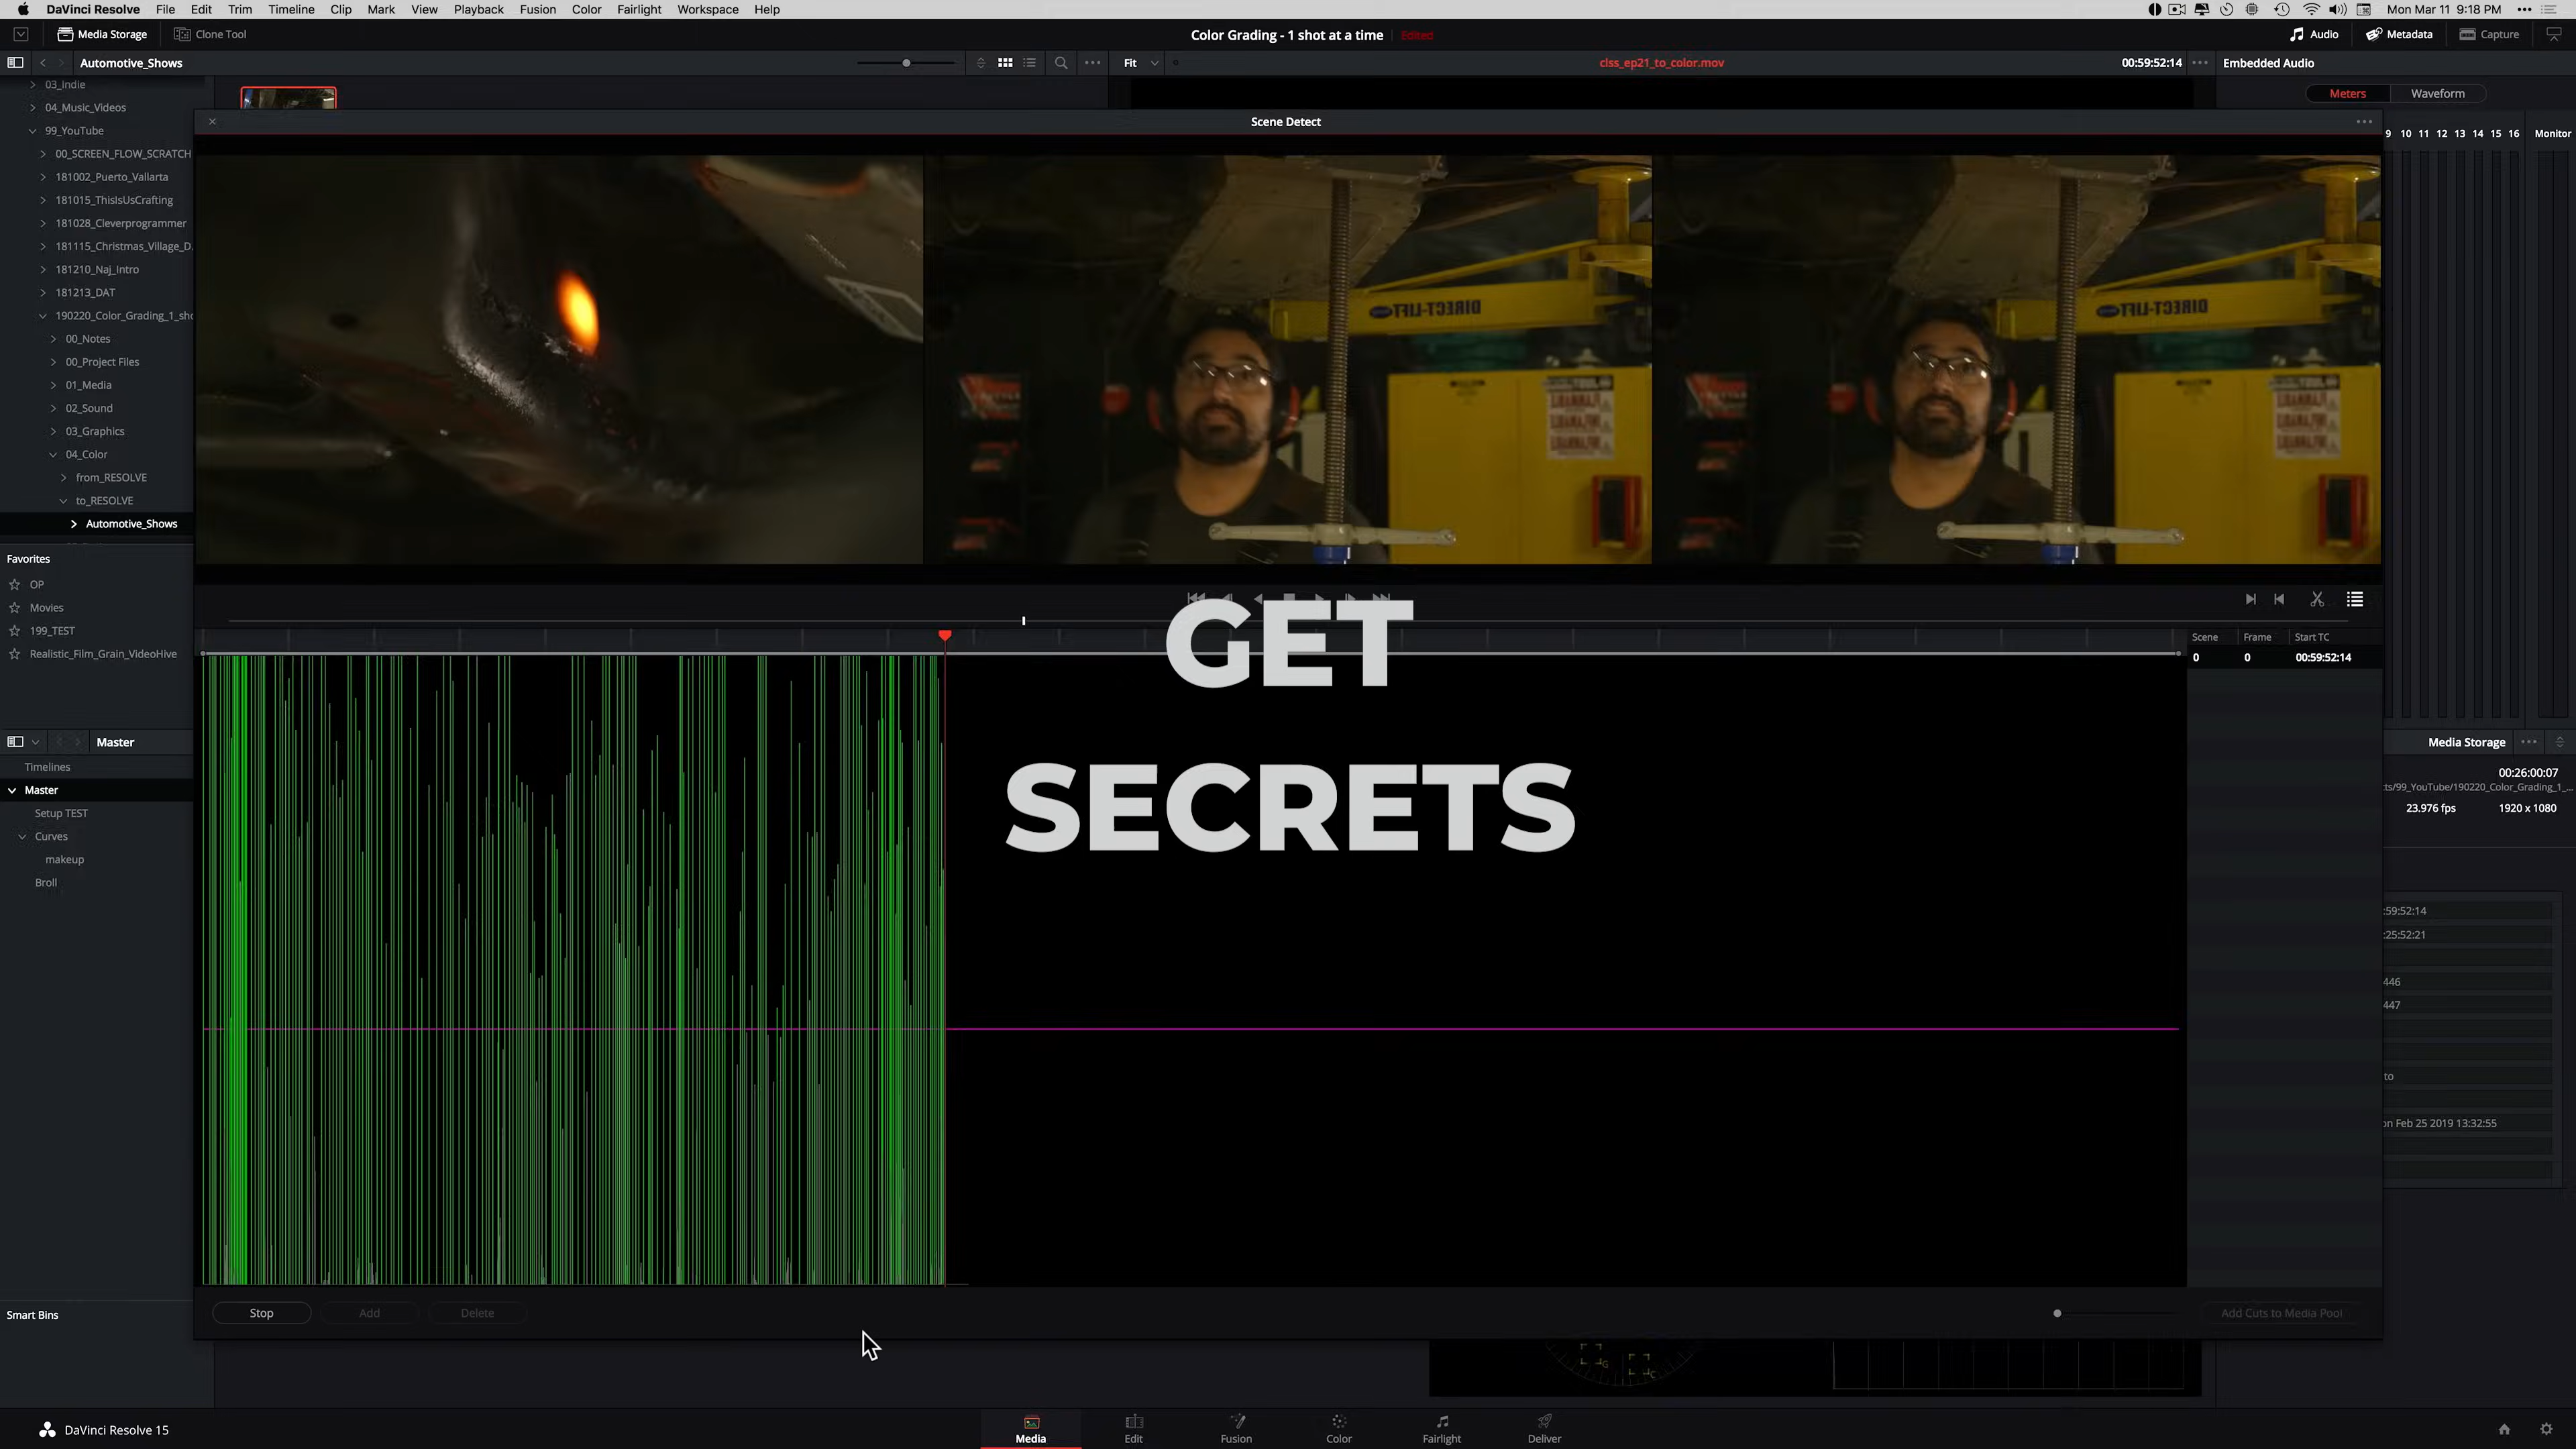 DaVinci Resolve File Edit Trim Timeline Clip Mark View Playback Fusion Color Fairlight Workspace Help Mon Mar 11 9:18 PM
Media Storage Clone Tool Color Grading - 1 shot at a time Edited Audio Metadata Capture
Automotive_Shows Fit clss_ep21_to_color.mov 00:59:52:14 Embedded Audio
Meters Waveform
03_Indie
04_Music_Videos
99_YouTube
00_SCREEN_FLOW_SCRATCH
181002_Puerto_Vallarta
181015_ThisIsUsCrafting
181028_Cleverprogrammer
181115_Christmas_Village_D...
181210_Naj_Intro
181213_DAT
190220_Color_Grading_1_sho
00_Notes
00_Project Files
01_Media
02_Sound
03_Graphics
04_Color
from_RESOLVE
to_RESOLVE
Automotive_Shows
Favorites
OP
Movies
199_TEST
Realistic_Film_Grain_VideoHive
Master
Timelines
Master
Setup TEST
Curves
makeup
Broll
Smart Bins
Scene Detect
DIRECT-LIFT
DIRECT-LIFT
9 10 11 12 13 14 15 16 Monitor
GET
SECRETS
Scene Frame Start TC
0 0 00:59:52:14
Stop Add Delete Add Cuts to Media Pool
Media Storage
00:26:00:07
ts/99_YouTube/190220_Color_Grading_1_...
23.976 fps 1920 x 1080
:59:52:14
:25:52:21
446
447
to
on Feb 25 2019 13:32:55
G
C
DaVinci Resolve 15 Media Edit Fusion Color Fairlight Deliver